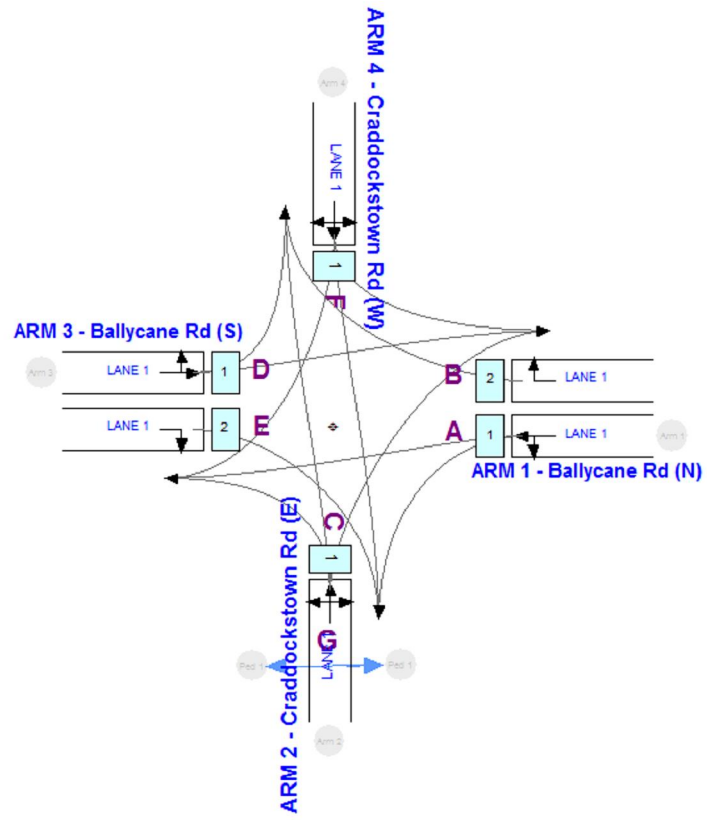 ARM 4 - Craddockstown Rd (W)
Arm 4
LANE 1
1
F
ARM 3 - Ballycane Rd (S)
Arm 3
LANE 1
1
D
LANE 1
2
E
B
2
LANE 1
A
1
LANE 1
Arm 1
ARM 1 - Ballycane Rd (N)
C
1
ARM 2 - Craddockstown Rd (E)
LANE 1
G
Ped 1
Ped 1
Arm 2